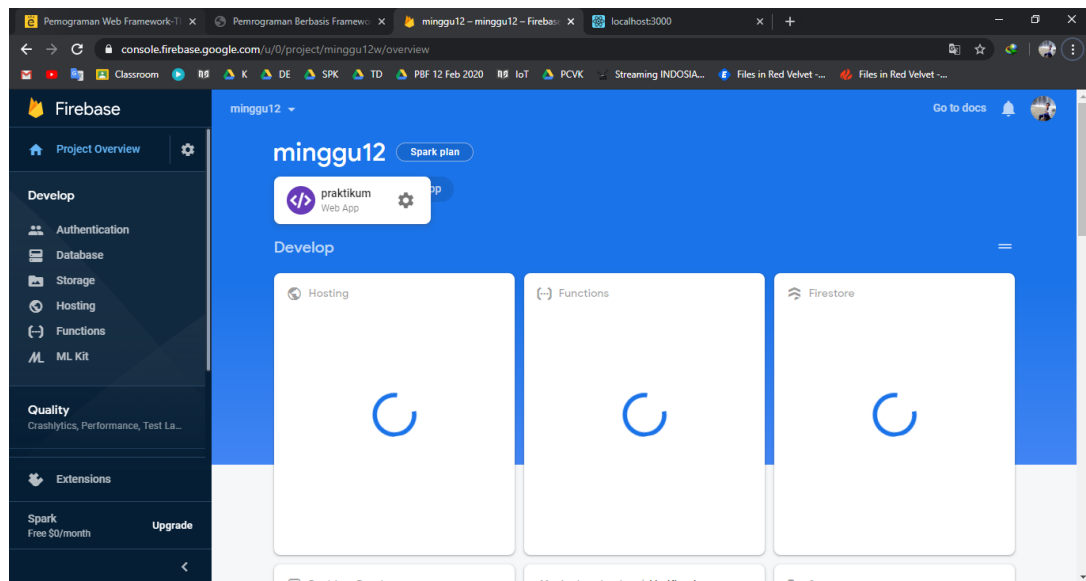 Pemograman Web Framework-TI
Pemrograman Berbasis Framewo
minggu12 – minggu12 – Firebase
localhost:3000
console.firebase.google.com/u/0/project/minggu12w/overview
Classroom
K
DE
SPK
TD
PBF 12 Feb 2020
IoT
PCVK
Streaming INDOSIA...
Files in Red Velvet -...
Files in Red Velvet -...
Firebase
minggu12
Go to docs
Project Overview
minggu12
Spark plan
praktikum
Web App
pp
Develop
Authentication
Database
Storage
Hosting
Functions
ML Kit
Develop
Hosting
Functions
Firestore
Quality
Crashlytics, Performance, Test La...
Extensions
Spark
Free $0/month
Upgrade